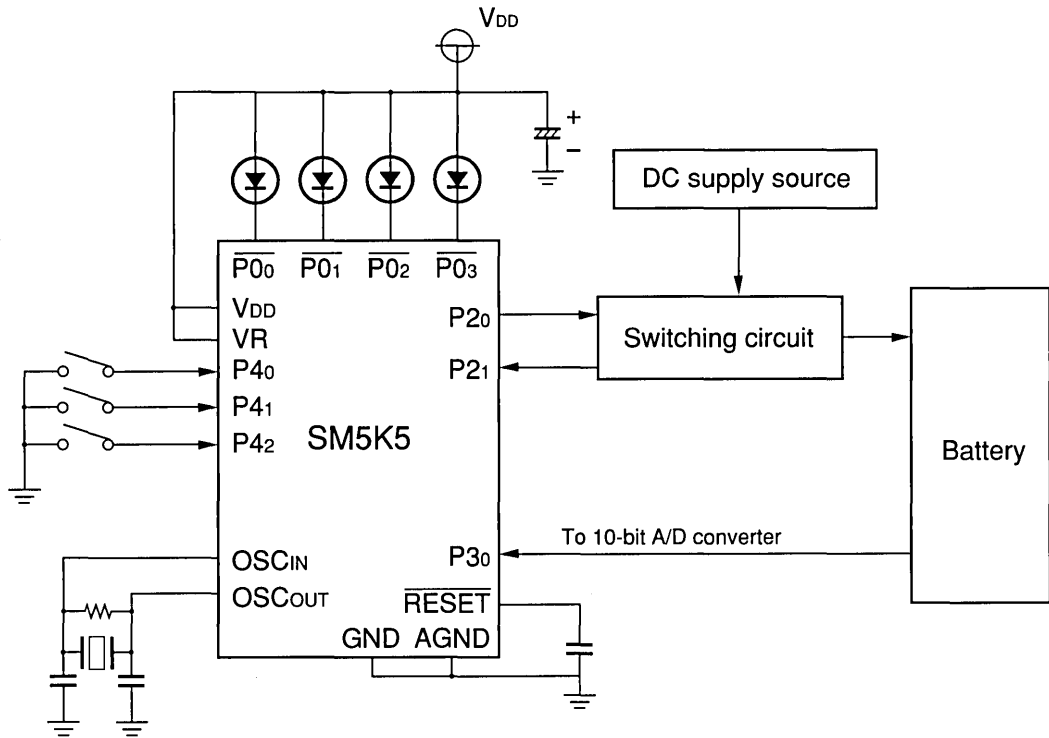 VDD
+
−
DC supply source
P00 P01 P02 P03
VDD
VR
P20
Switching circuit
P40
P21
P41
P42
SM5K5
Battery
To 10-bit A/D converter
OSCIN
P30
OSCOUT
RESET
GND AGND